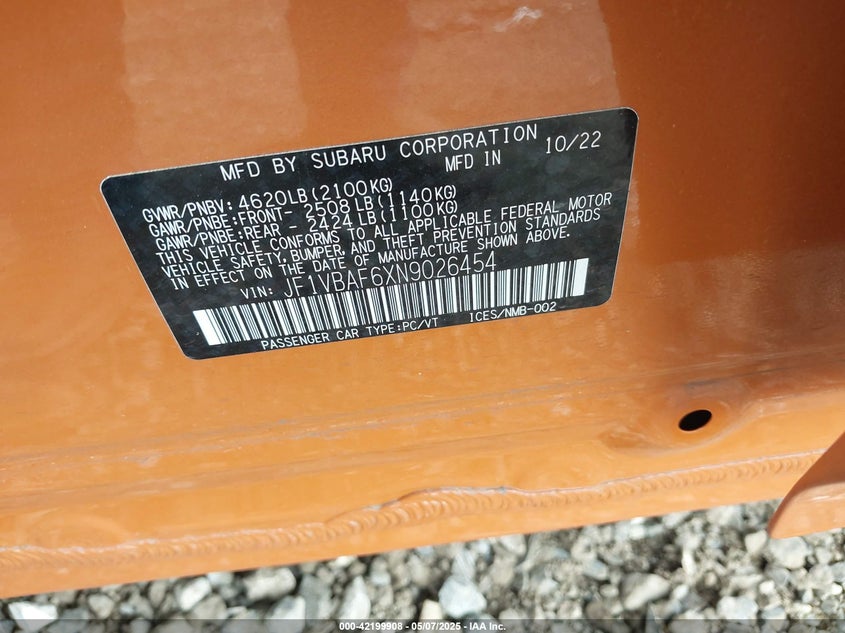 MFD BY SUBARU CORPORATION
MFD IN 10/22
GVWR/PNBV: 4620LB(2100KG)
GAWR/PNBE:FRONT- 2508LB(1140KG)
GAWR/PNBE:REAR - 2424LB(1100KG)
THIS VEHICLE CONFORMS TO ALL APPLICABLE FEDERAL MOTOR
VEHICLE SAFETY, BUMPER, AND THEFT PREVENTION STANDARDS
IN EFFECT ON THE DATE OF MANUFACTURE SHOWN ABOVE.
VIN: JF1VBAF6XN9026454
PASSENGER CAR TYPE:PC/VT ICES/NMB-002
000-42199908 - 05/07/2025 - IAA Inc.